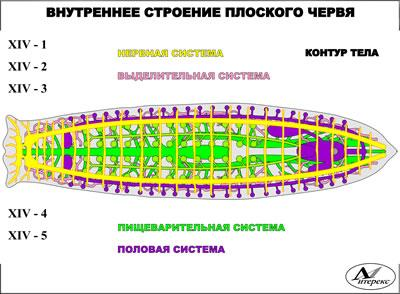 ВНУТРЕННЕЕ СТРОЕНИЕ ПЛОСКОГО ЧЕРВЯ
XIV - 1
НЕРВНАЯ СИСТЕМА
КОНТУР ТЕЛА
XIV - 2
ВЫДЕЛИТЕЛЬНАЯ СИСТЕМА
XIV - 3
XIV - 4
ПИЩЕВАРИТЕЛЬНАЯ СИСТЕМА
XIV - 5
ПОЛОВАЯ СИСТЕМА
Литерекс